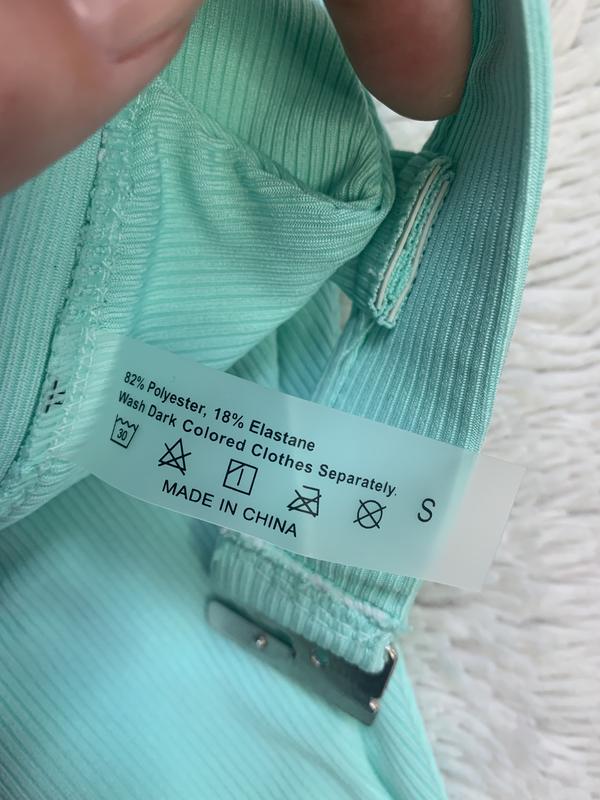 82% Polyester, 18% Elastane
Wash Dark Colored Clothes Separately.
30
S
MADE IN CHINA